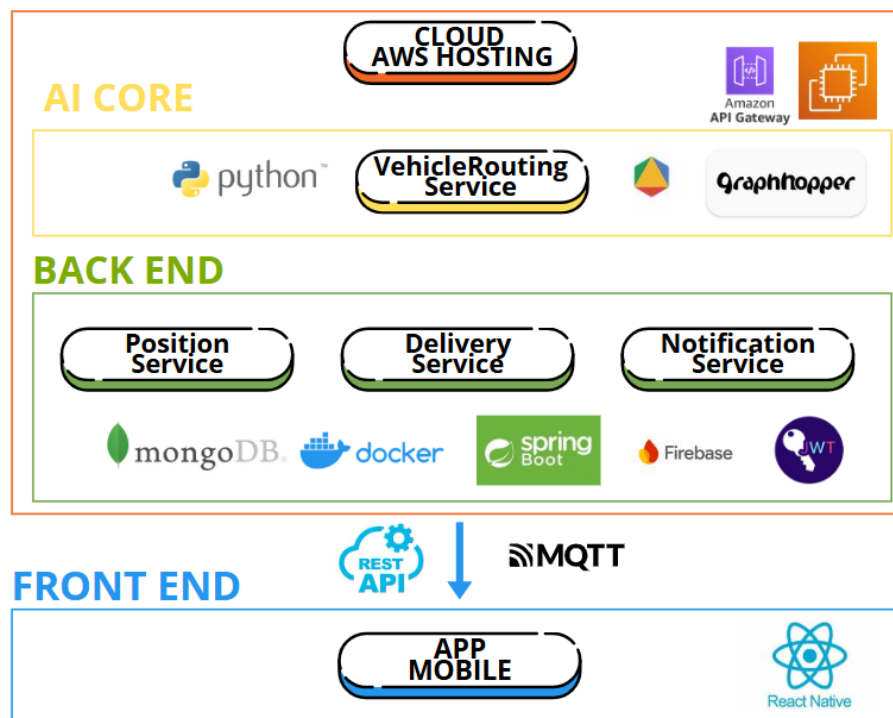 CLOUD
AWS HOSTING
AI CORE
Amazon
API Gateway
python™
VehicleRouting
Service
graphhopper
BACK END
Position
Service
Delivery
Service
Notification
Service
mongoDB®
docker
spring
Boot
Firebase
JWT
REST
API
MQTT
FRONT END
APP
MOBILE
React Native